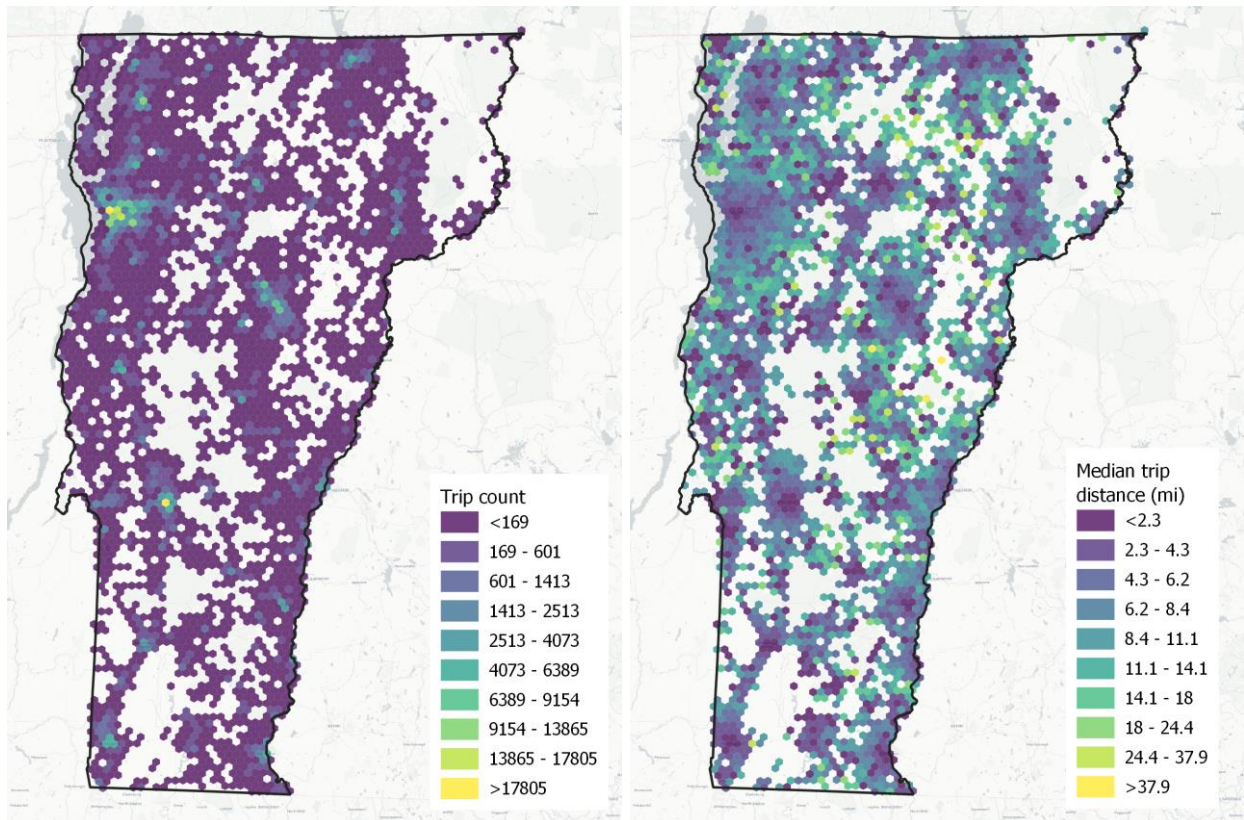 Trip count
<169
169 - 601
601 - 1413
1413 - 2513
2513 - 4073
4073 - 6389
6389 - 9154
9154 - 13865
13865 - 17805
>17805
Median trip
distance (mi)
<2.3
2.3 - 4.3
4.3 - 6.2
6.2 - 8.4
8.4 - 11.1
11.1 - 14.1
14.1 - 18
18 - 24.4
24.4 - 37.9
>37.9